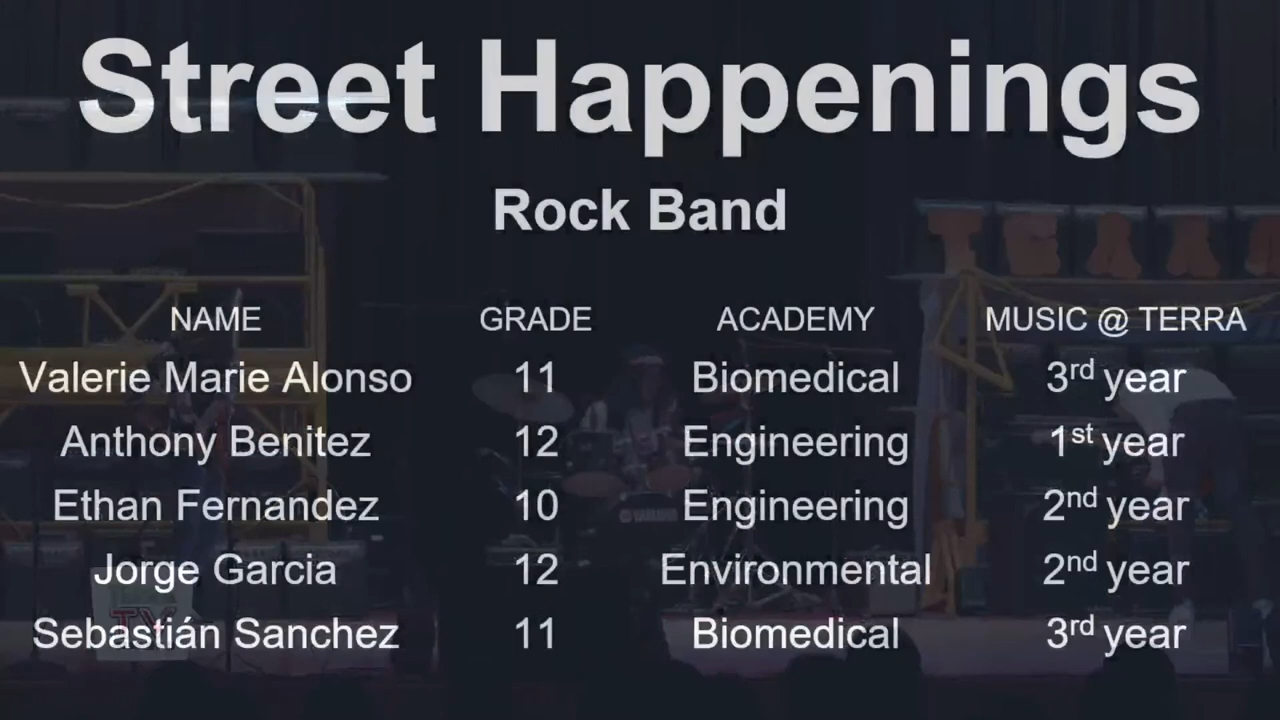 Street Happenings
Rock Band
NAME GRADE ACADEMY MUSIC @ TERRA
Valerie Marie Alonso 11 Biomedical 3rd year
Anthony Benitez 12 Engineering 1st year
Ethan Fernandez 10 Engineering 2nd year
Jorge Garcia 12 Environmental 2nd year
Sebastián Sanchez 11 Biomedical 3rd year
TV
YAMAHA